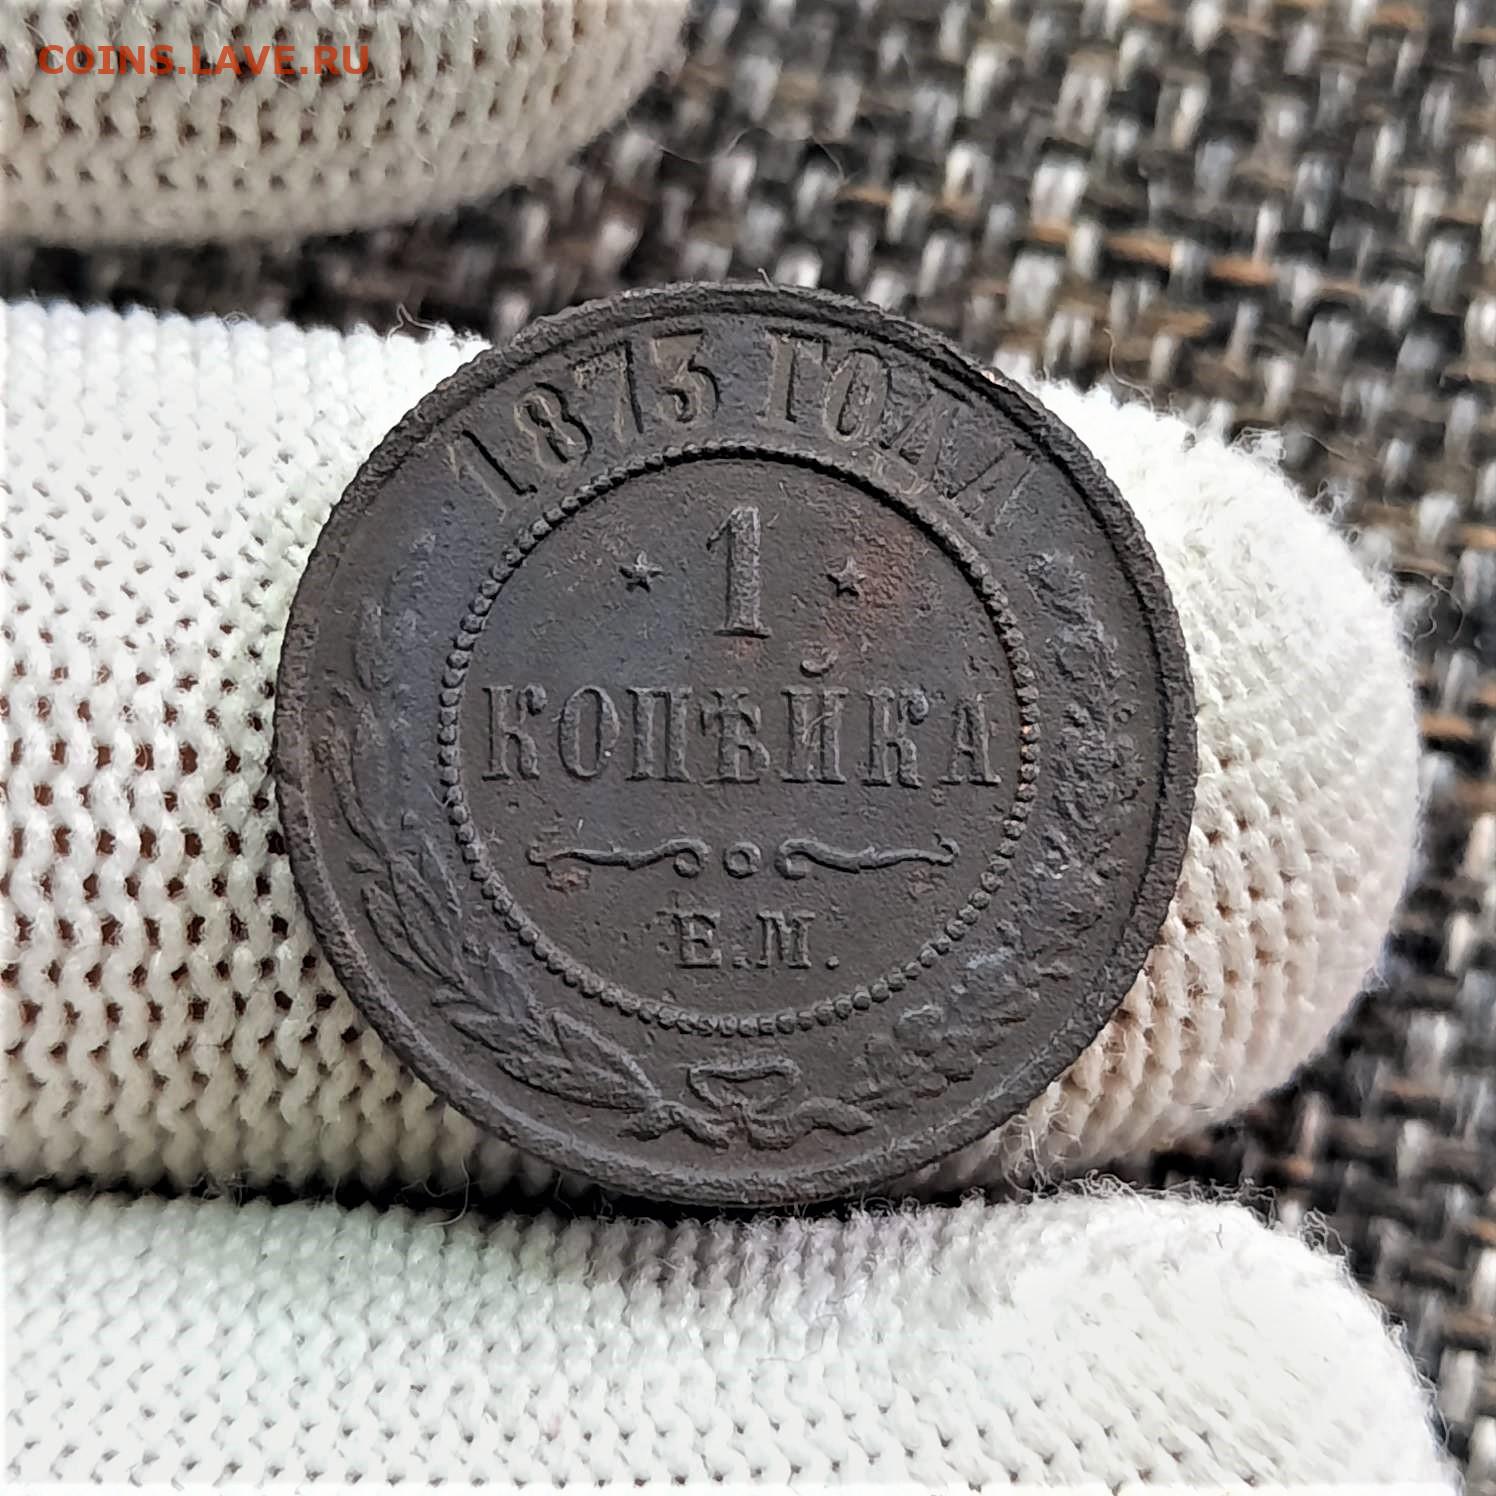 COINS.LAVE.RU
1873 ГОДА
1
КОПѢЙКА
Е.М.